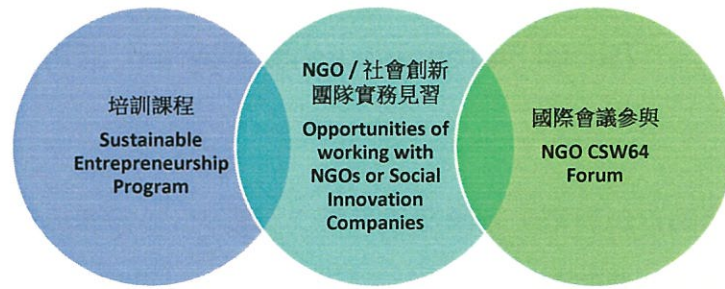 培訓課程
Sustainable
Entrepreneurship
Program
NGO / 社會創新
團隊實務見習
Opportunities of
working with
NGOs or Social
Innovation
Companies
國際會議參與
NGO CSW64
Forum